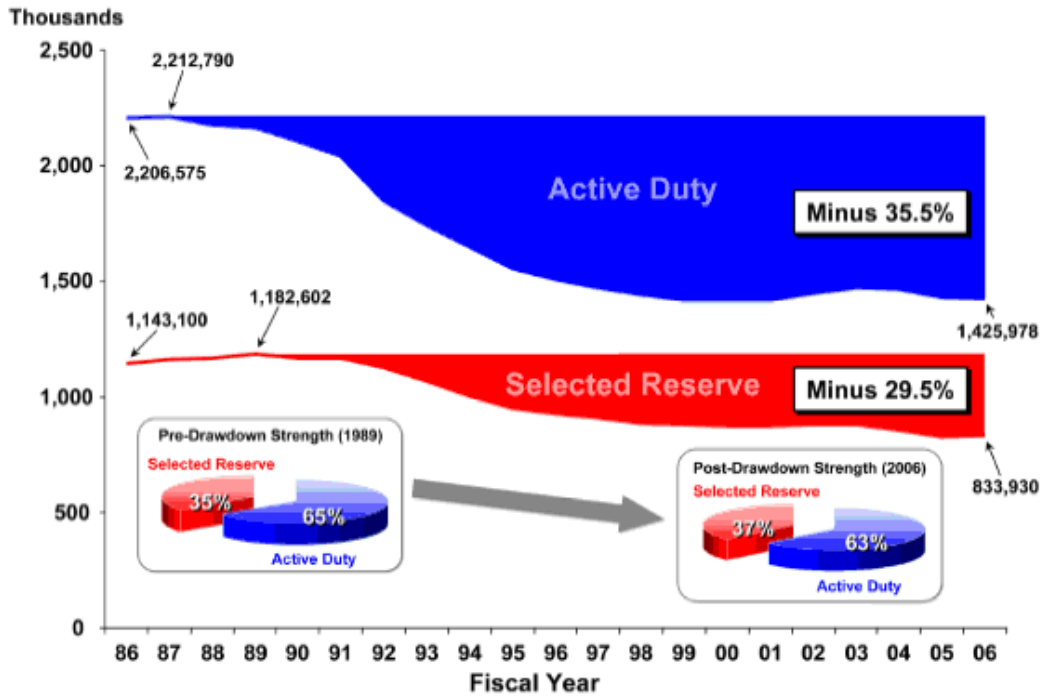 Thousands
2,500
2,212,790
2,206,575
2,000
Active Duty
Minus 35.5%
1,500
1,182,602
1,143,100
1,425,978
Selected Reserve
Minus 29.5%
1,000
Pre-Drawdown Strength (1989)
Selected Reserve
35%
65%
Active Duty
Post-Drawdown Strength (2006)
Selected Reserve
37%
63%
Active Duty
833,930
500
0
86 87 88 89 90 91 92 93 94 95 96 97 98 99 00 01 02 03 04 05 06
Fiscal Year